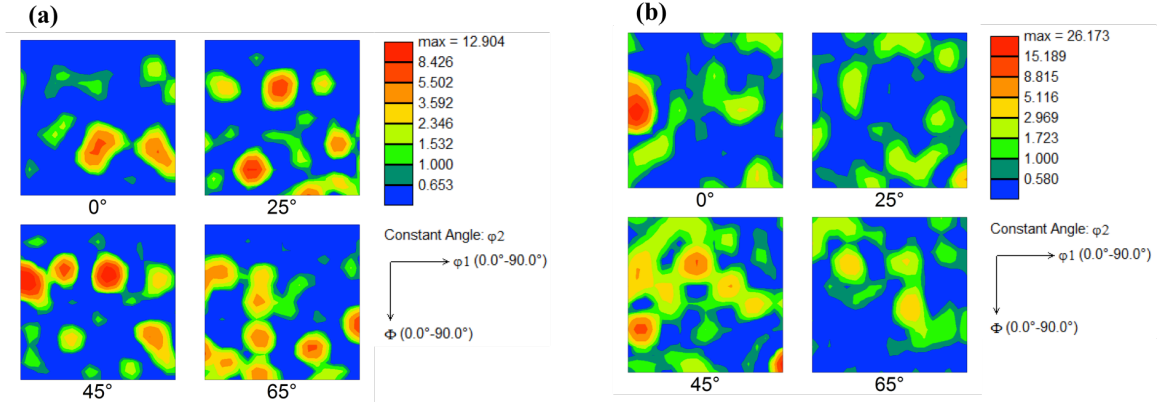 (a)
max = 12.904
8.426
5.502
3.592
2.346
1.532
1.000
0.653
0°
25°
Constant Angle: φ2
φ1 (0.0°-90.0°)
Φ (0.0°-90.0°)
45°
65°
(b)
max = 26.173
15.189
8.815
5.116
2.969
1.723
1.000
0.580
0°
25°
Constant Angle: φ2
φ1 (0.0°-90.0°)
Φ (0.0°-90.0°)
45°
65°